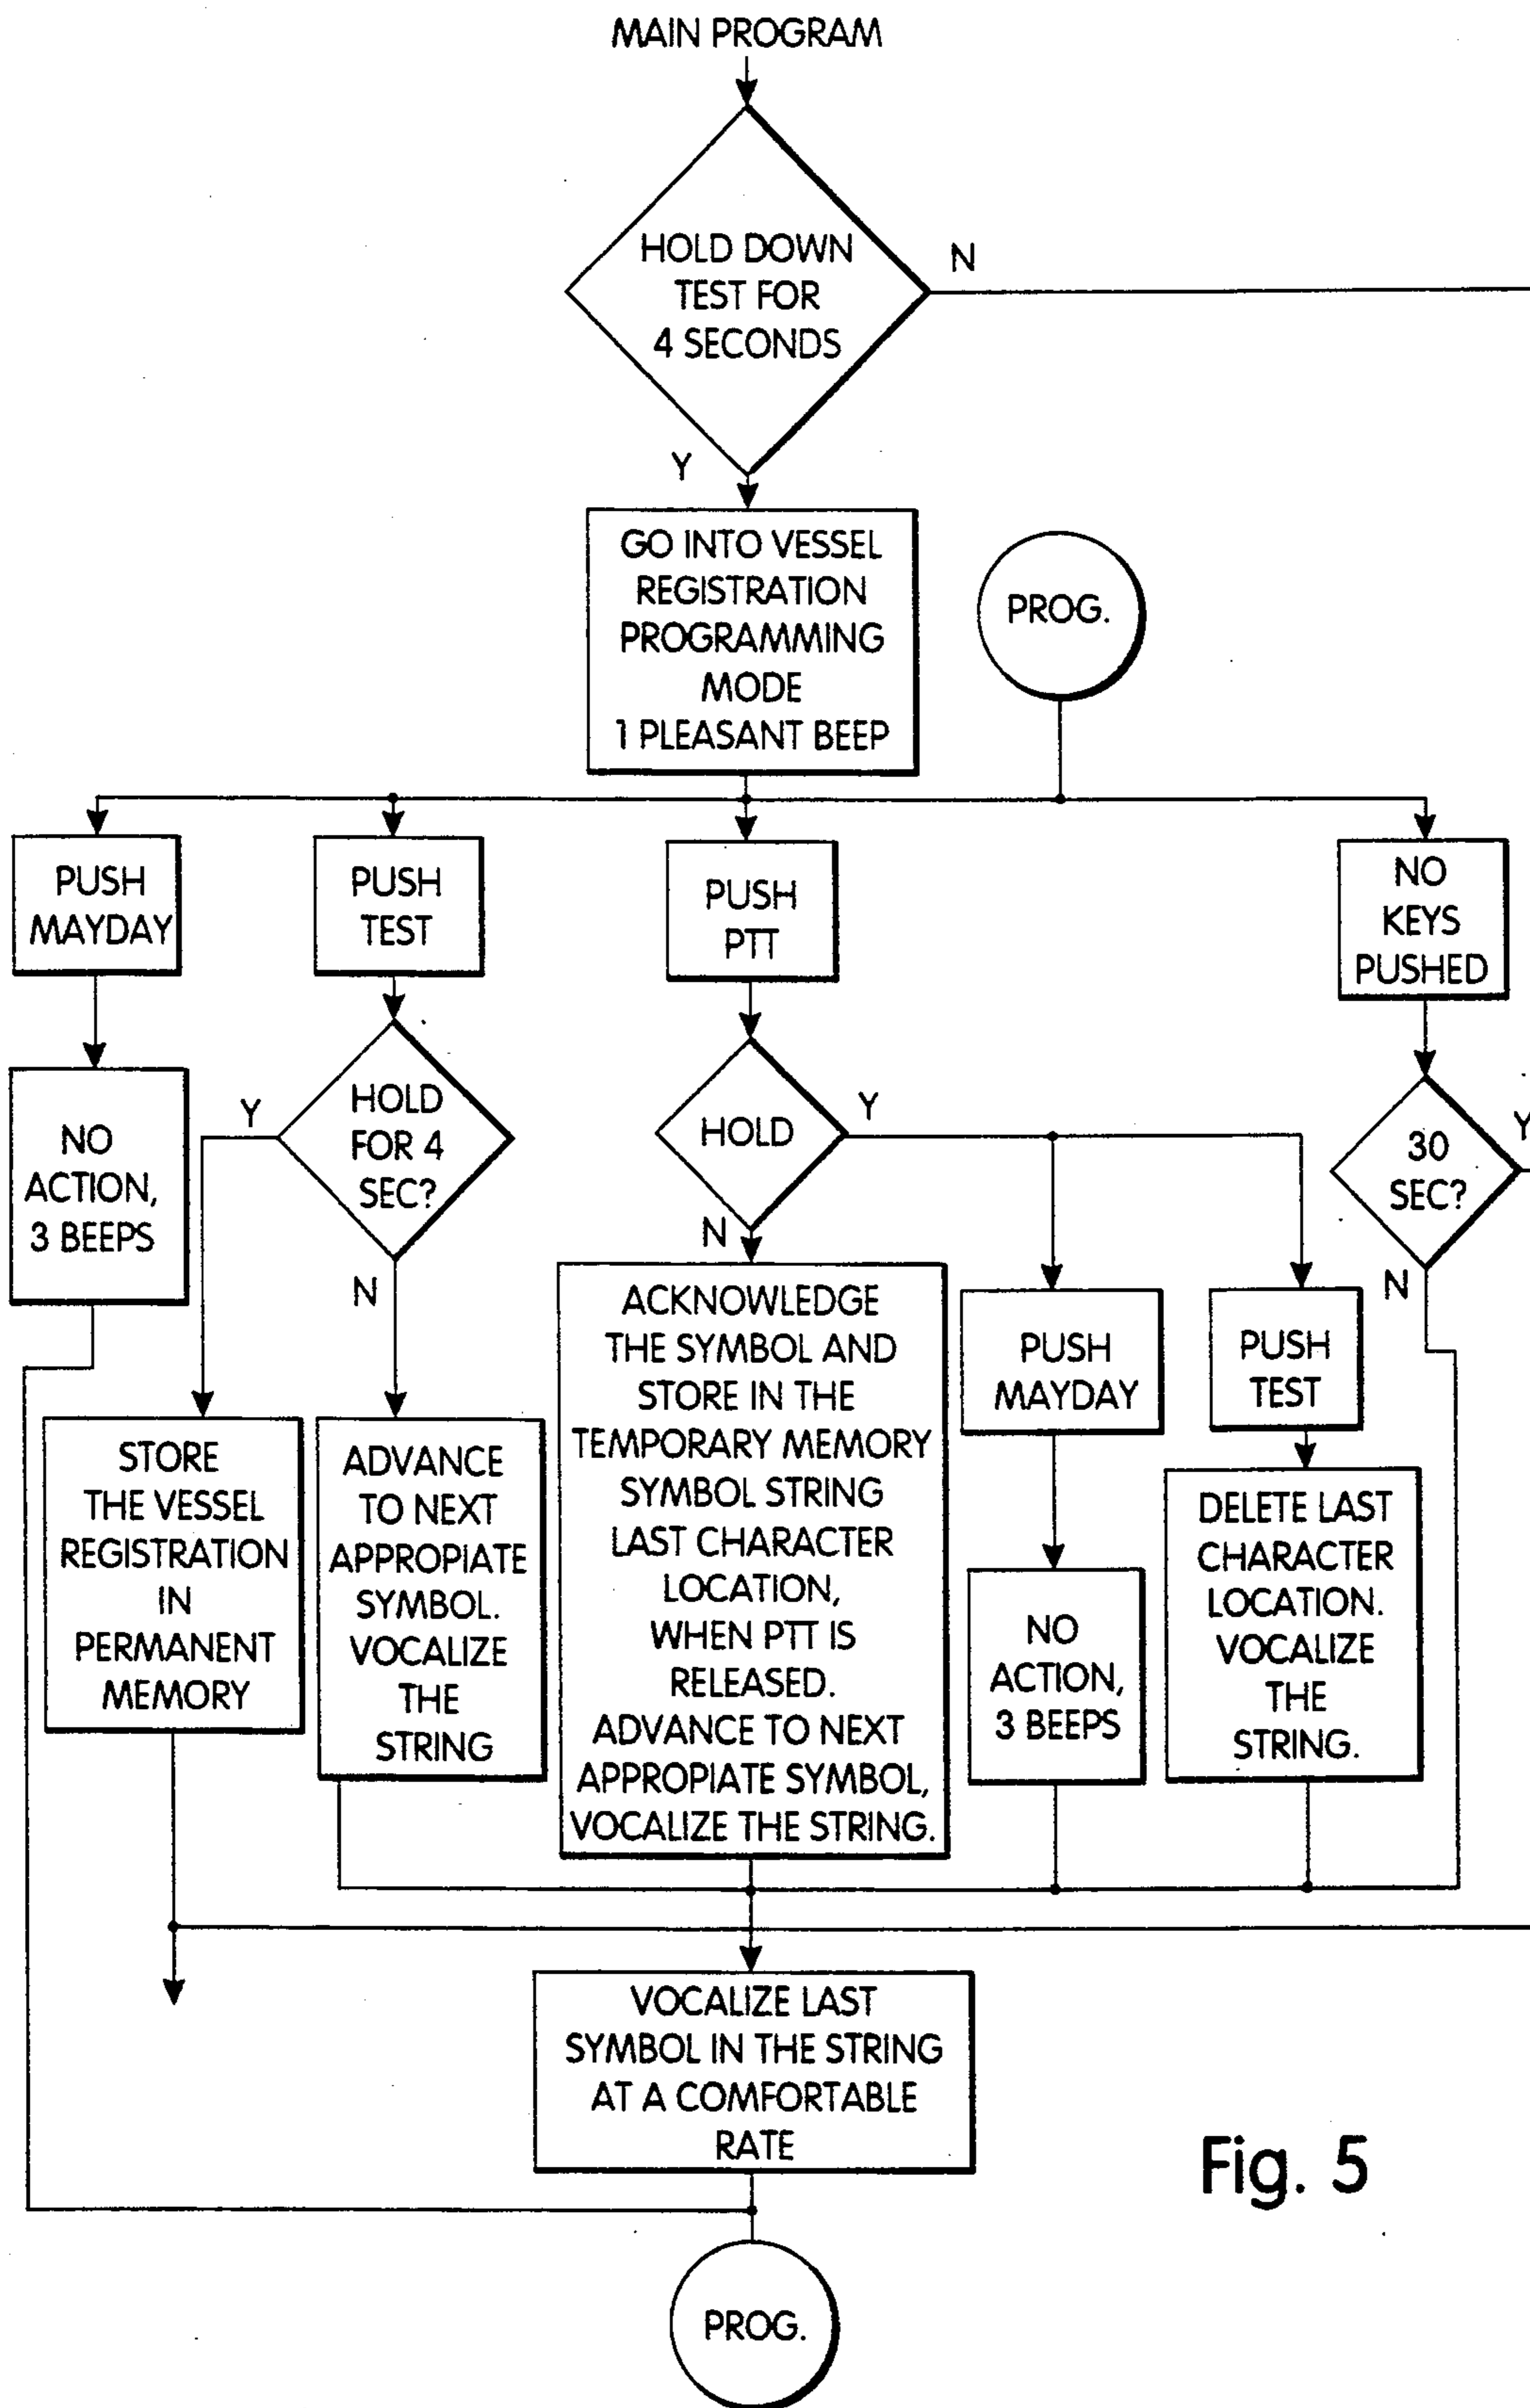 MAIN PROGRAM
HOLD DOWN
TEST FOR
4 SECONDS
N
Y
GO INTO VESSEL
REGISTRATION
PROGRAMMING
MODE
1 PLEASANT BEEP
PROG.
PUSH
MAYDAY
PUSH
TEST
PUSH
PTT
NO
KEYS
PUSHED
NO
ACTION,
3 BEEPS
Y
HOLD
FOR 4
SEC?
N
HOLD
Y
N
30
SEC?
Y
N
STORE
THE VESSEL
REGISTRATION
IN
PERMANENT
MEMORY
ADVANCE
TO NEXT
APPROPIATE
SYMBOL.
VOCALIZE
THE
STRING
ACKNOWLEDGE
THE SYMBOL AND
STORE IN THE
TEMPORARY MEMORY
SYMBOL STRING
LAST CHARACTER
LOCATION,
WHEN PTT IS
RELEASED.
ADVANCE TO NEXT
APPROPIATE SYMBOL,
VOCALIZE THE STRING.
PUSH
MAYDAY
NO
ACTION,
3 BEEPS
PUSH
TEST
DELETE LAST
CHARACTER
LOCATION.
VOCALIZE
THE
STRING.
VOCALIZE LAST
SYMBOL IN THE STRING
AT A COMFORTABLE
RATE
PROG.
Fig. 5